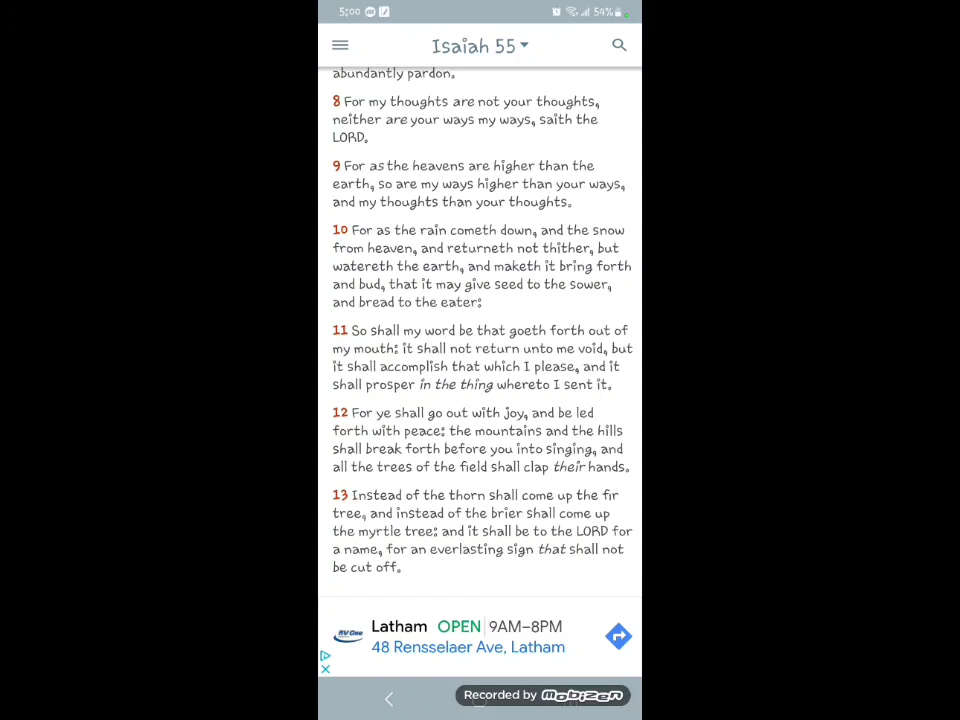 5:00
54%
Isaiah 55
abundantly pardon.
8 For my thoughts are not your thoughts,
neither are your ways my ways, saith the
LORD.
9 For as the heavens are higher than the
earth, so are my ways higher than your ways,
and my thoughts than your thoughts.
10 For as the rain cometh down, and the snow
from heaven, and returneth not thither, but
watereth the earth, and maketh it bring forth
and bud, that it may give seed to the sower,
and bread to the eater:
11 So shall my word be that goeth forth out of
my mouth: it shall not return unto me void, but
it shall accomplish that which I please, and it
shall prosper in the thing whereto I sent it.
12 For ye shall go out with joy, and be led
forth with peace: the mountains and the hills
shall break forth before you into singing, and
all the trees of the field shall clap their hands.
13 Instead of the thorn shall come up the fir
tree, and instead of the brier shall come up
the myrtle tree: and it shall be to the LORD for
a name, for an everlasting sign that shall not
be cut off.
RV One
Latham OPEN 9AM–8PM
48 Rensselaer Ave, Latham
Recorded by mobizen